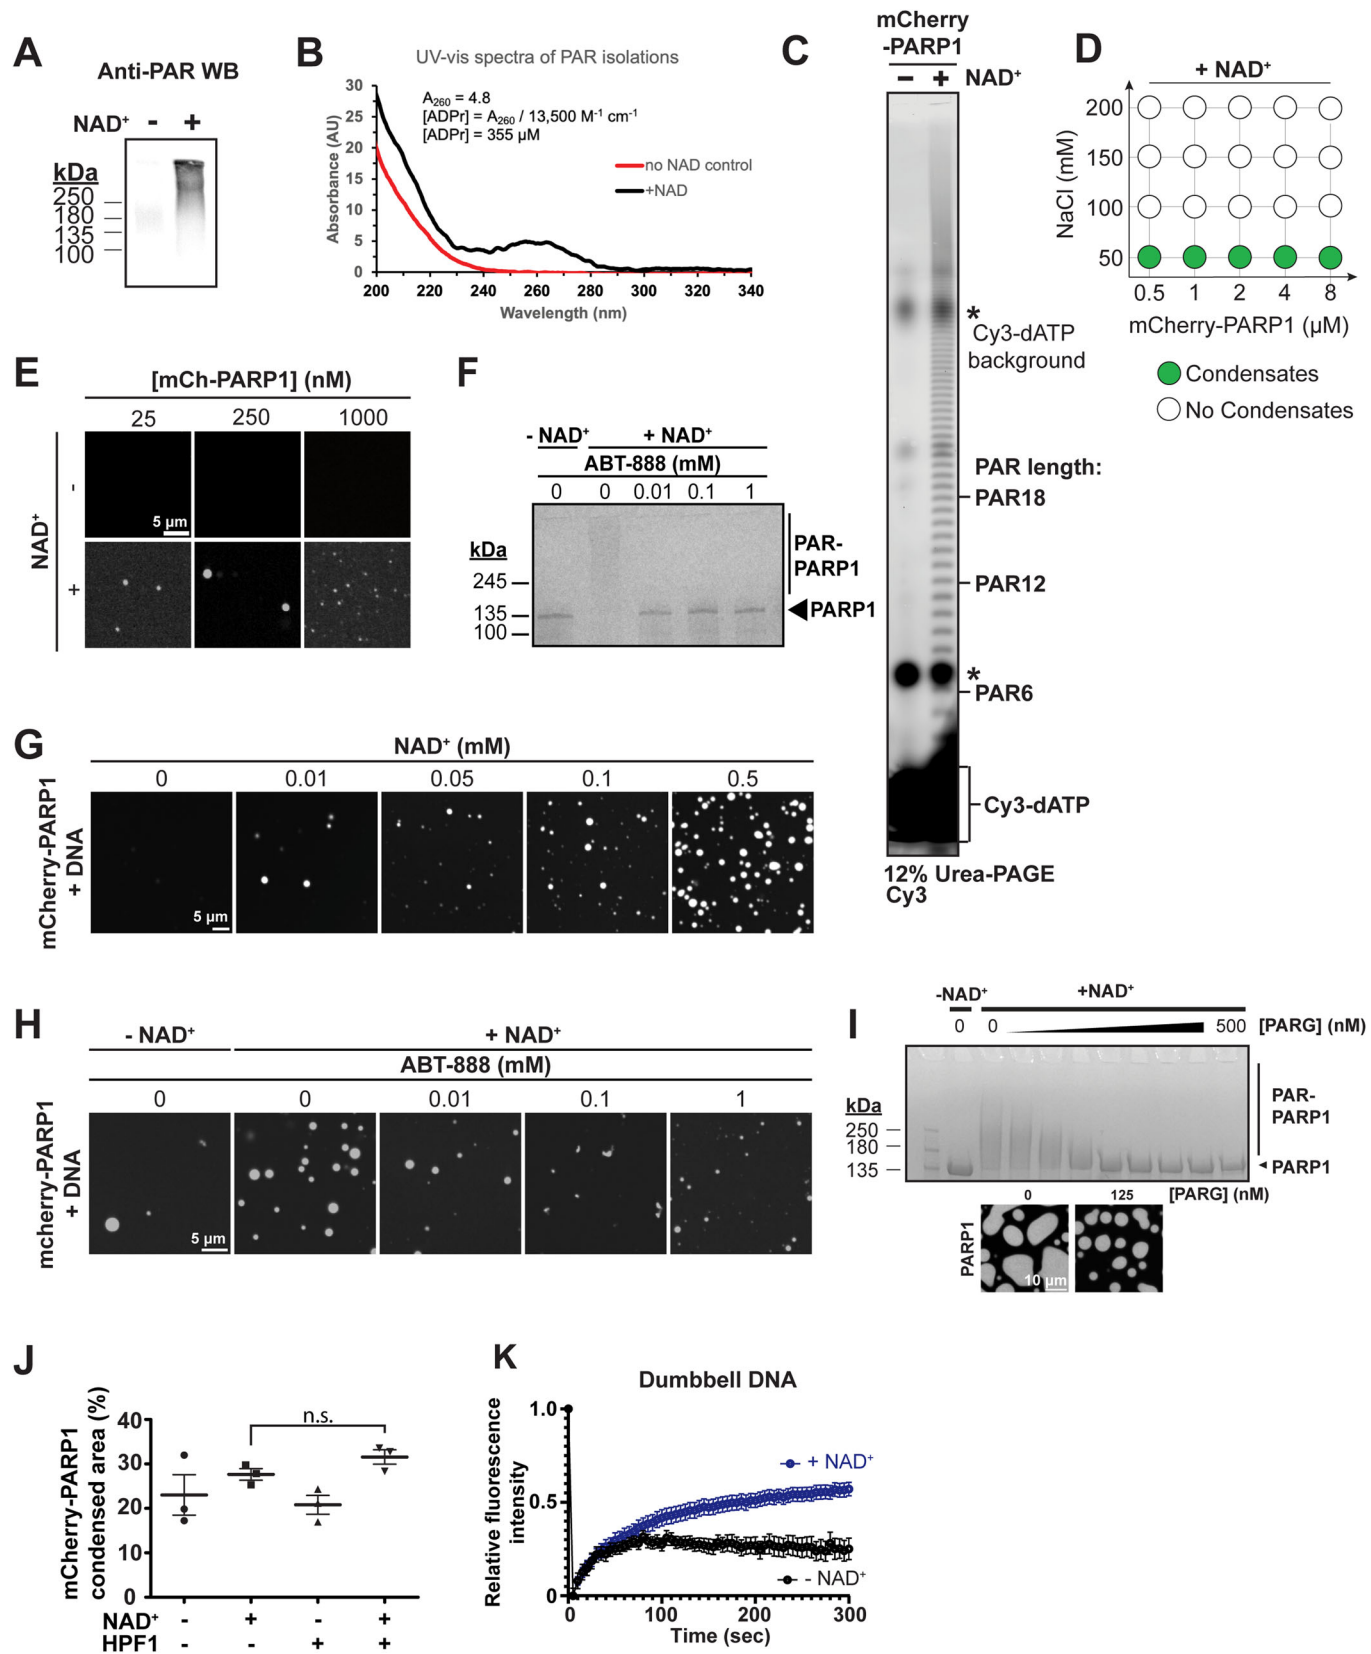 A
Anti-PAR WB
NAD⁺ - +
kDa
250
180
135
100
B
UV-vis spectra of PAR isolations
Absorbance (AU)
30
25
20
15
10
5
0
A₂₆₀ = 4.8
[ADPr] = A₂₆₀ / 13,500 M⁻¹ cm⁻¹
[ADPr] = 355 µM
no NAD control
+NAD
200 220 240 260 280 300 320 340
Wavelength (nm)
C
mCherry
-PARP1
- + NAD⁺
* Cy3-dATP
background
PAR length:
PAR18
PAR12
*
PAR6
Cy3-dATP
12% Urea-PAGE
Cy3
D
+ NAD⁺
NaCl (mM)
200
150
100
50
0.5 1 2 4 8
mCherry-PARP1 (µM)
Condensates
No Condensates
E
[mCh-PARP1] (nM)
25 250 1000
NAD⁺
-
+
5 µm
F
- NAD⁺ + NAD⁺
ABT-888 (mM)
0 0 0.01 0.1 1
kDa
245
135
100
PAR-
PARP1
PARP1
G
NAD⁺ (mM)
0 0.01 0.05 0.1 0.5
mCherry-PARP1
+ DNA
5 µm
H
- NAD⁺ + NAD⁺
ABT-888 (mM)
0 0 0.01 0.1 1
mcherry-PARP1
+ DNA
5 µm
I
-NAD⁺ +NAD⁺
0 0 500 [PARG] (nM)
kDa
250
180
135
PAR-
PARP1
PARP1
0 125 [PARG] (nM)
PARP1
10 µm
J
mCherry-PARP1
condensed area (%)
40
30
20
10
0
n.s.
NAD⁺ - + - +
HPF1 - - + +
K
Dumbbell DNA
Relative fluorescence
intensity
1.0
0.5
0
+ NAD⁺
- NAD⁺
0 100 200 300
Time (sec)